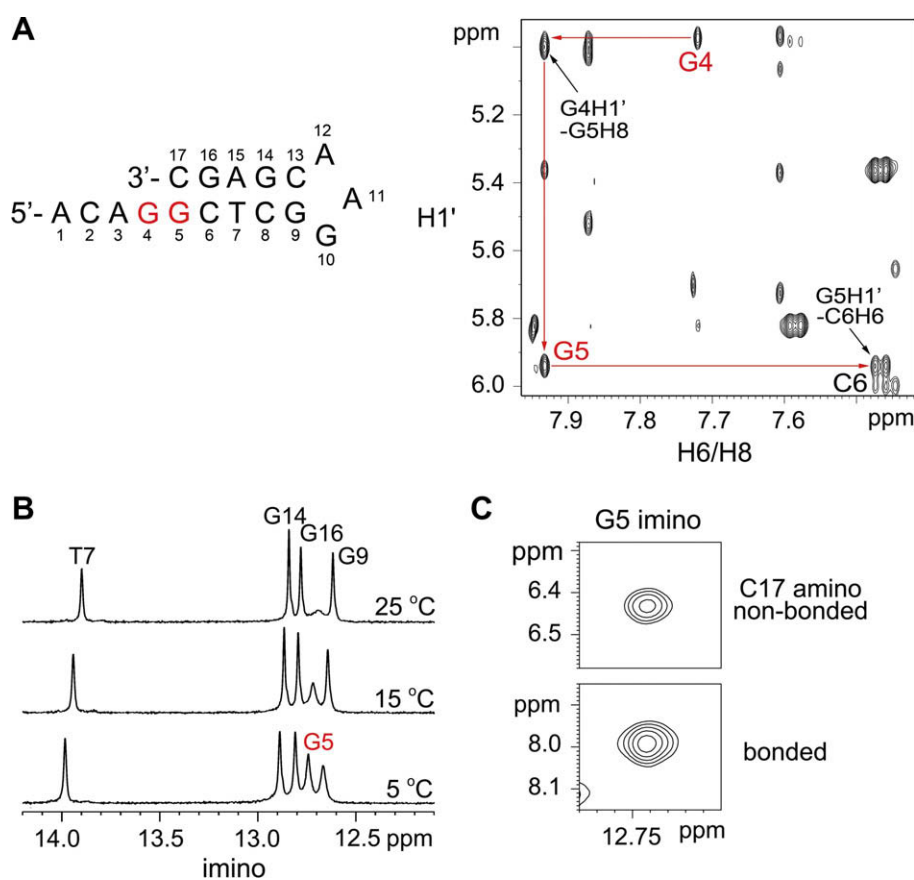 A
12
17 16 15 14 13 A
3'- C G A G C
A 11
5'- A C A G G C T C G
1 2 3 4 5 6 7 8 9
G
10
ppm
5.2
5.4
5.6
5.8
6.0
H1'
G4
G4H1'
-G5H8
G5H1'
-C6H6
G5
C6
7.9 7.8 7.7 7.6 ppm
H6/H8
B
T7
G14
G16
G9
25 °C
15 °C
G5
5 °C
14.0 13.5 13.0 12.5 ppm
imino
C
G5 imino
ppm
6.4
6.5
C17 amino
non-bonded
ppm
8.0
8.1
bonded
12.75 ppm